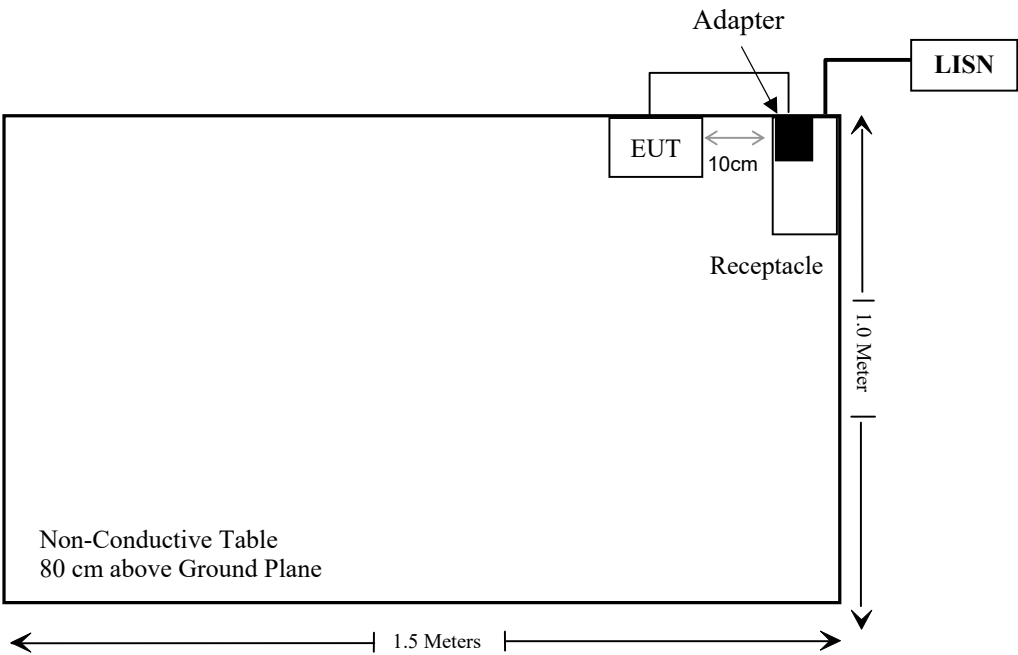 Adapter
LISN
EUT
10cm
Receptacle
1.0 Meter
Non-Conductive Table
80 cm above Ground Plane
1.5 Meters